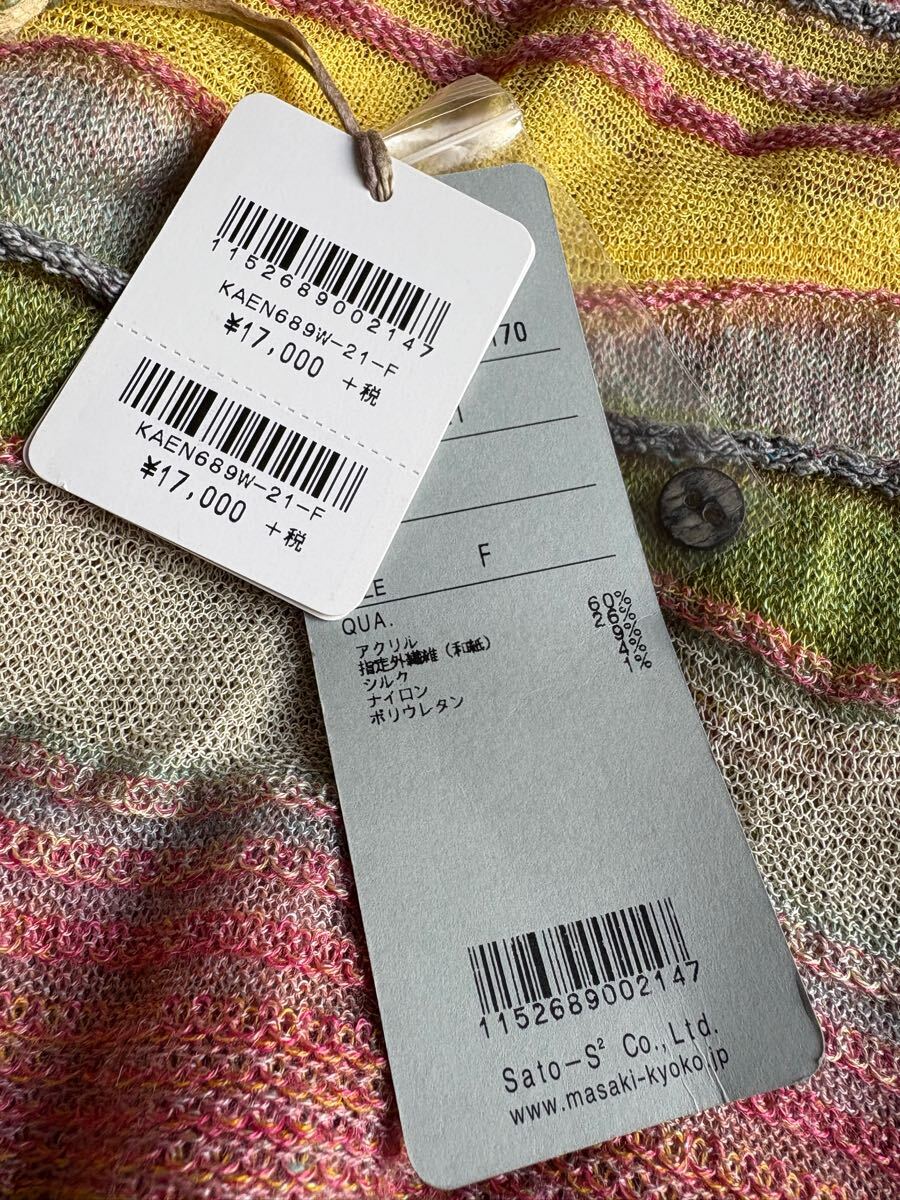 1152689002147
KAEN689W-21-F
¥17,000 +税
KAEN689W-21-F
¥17,000 +税
170
F
QUA.
アクリル 60%
指定外繊維(和紙) 26%
シルク 9%
ナイロン 4%
ポリウレタン 1%
1152689002147
Sato-S² Co.,Ltd.
www.masaki-kyoko.jp